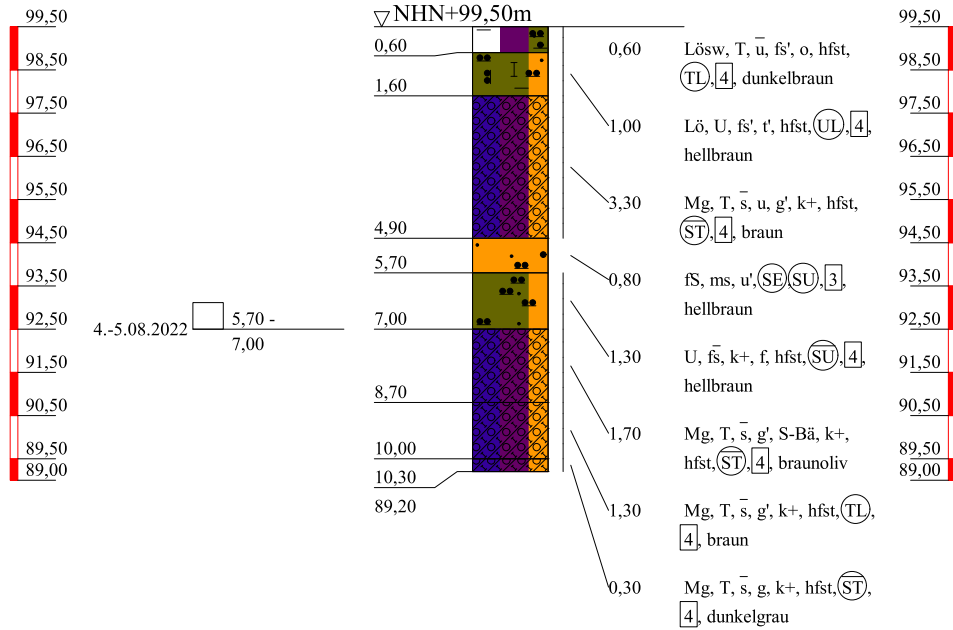 NHN+99,50m
99,50
98,50
97,50
96,50
95,50
94,50
93,50
92,50
91,50
90,50
89,50
89,00
4.-5.08.2022
5,70 -
7,00
0,60
1,60
4,90
5,70
7,00
8,70
10,00
10,30
89,20
0,60 Lösw, T, u̅, fs', o, hfst,
TL, 4, dunkelbraun
1,00 Lö, U, fs', t', hfst, UL, 4,
hellbraun
3,30 Mg, T, s̅, u, g', k+, hfst,
S̅T̅, 4, braun
0,80 fS, ms, u', SE, SU, 3,
hellbraun
1,30 U, fs̅, k+, f, hfst, S̅U̅, 4,
hellbraun
1,70 Mg, T, s̅, g', S-Bä, k+,
hfst, S̅T̅, 4, braunoliv
1,30 Mg, T, s̅, g', k+, hfst, TL,
4, braun
0,30 Mg, T, s̅, g, k+, hfst, S̅T̅,
4, dunkelgrau
99,50
98,50
97,50
96,50
95,50
94,50
93,50
92,50
91,50
90,50
89,50
89,00